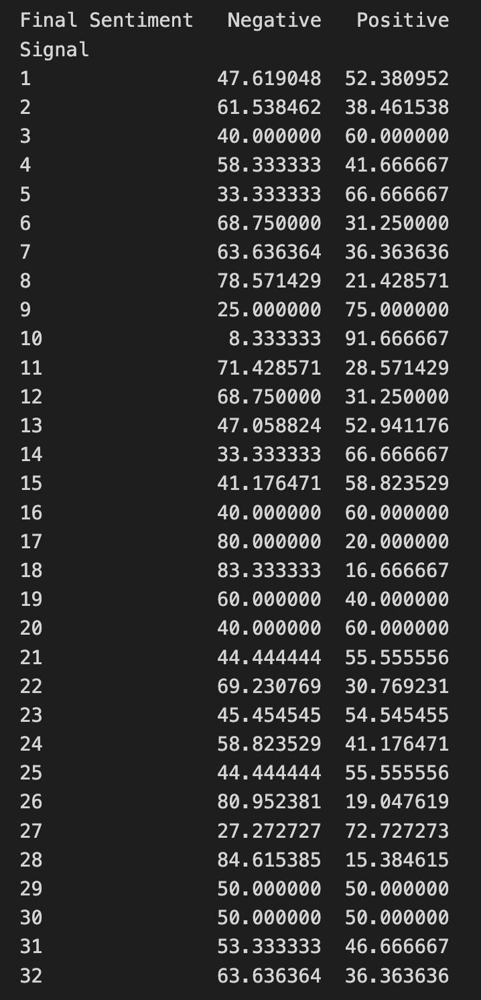 Final Sentiment Negative Positive
Signal
1 47.619048 52.380952
2 61.538462 38.461538
3 40.000000 60.000000
4 58.333333 41.666667
5 33.333333 66.666667
6 68.750000 31.250000
7 63.636364 36.363636
8 78.571429 21.428571
9 25.000000 75.000000
10 8.333333 91.666667
11 71.428571 28.571429
12 68.750000 31.250000
13 47.058824 52.941176
14 33.333333 66.666667
15 41.176471 58.823529
16 40.000000 60.000000
17 80.000000 20.000000
18 83.333333 16.666667
19 60.000000 40.000000
20 40.000000 60.000000
21 44.444444 55.555556
22 69.230769 30.769231
23 45.454545 54.545455
24 58.823529 41.176471
25 44.444444 55.555556
26 80.952381 19.047619
27 27.272727 72.727273
28 84.615385 15.384615
29 50.000000 50.000000
30 50.000000 50.000000
31 53.333333 46.666667
32 63.636364 36.363636